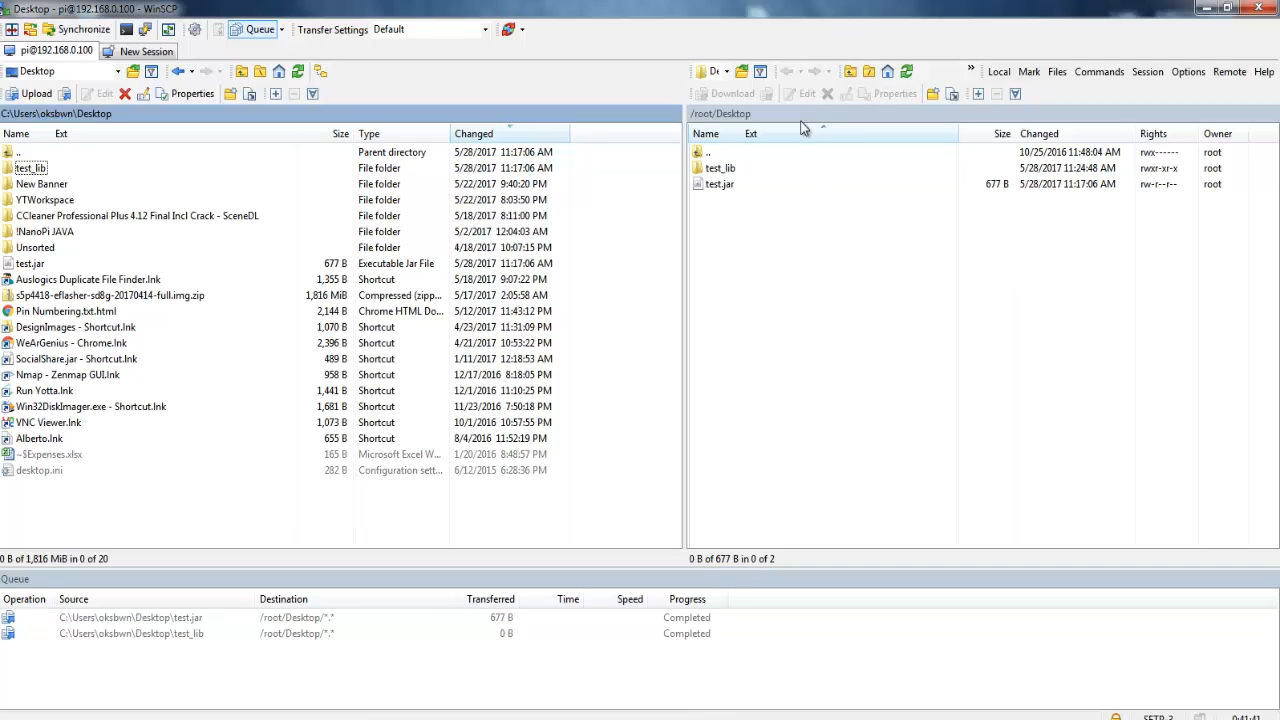 Desktop - pi@192.168.0.100 - WinSCP
Synchronize Queue Transfer Settings Default
pi@192.168.0.100 New Session
Desktop De Local Mark Files Commands Session Options Remote Help
Upload Edit Properties Download Edit Properties
C:\Users\oksbwn\Desktop /root/Desktop
Name Ext Size Type Changed Name Ext Size Changed Rights Owner
.. Parent directory 5/28/2017 11:17:06 AM .. 10/25/2016 11:48:04 AM rwx------ root
test_lib File folder 5/28/2017 11:17:06 AM test_lib 5/28/2017 11:24:48 AM rwxr-xr-x root
New Banner File folder 5/22/2017 9:40:20 PM test.jar 677 B 5/28/2017 11:17:06 AM rw-r--r-- root
YTWorkspace File folder 5/22/2017 8:03:50 PM
CCleaner Professional Plus 4.12 Final Incl Crack - SceneDL File folder 5/18/2017 8:11:00 PM
!NanoPi JAVA File folder 5/2/2017 12:04:03 AM
Unsorted File folder 4/18/2017 10:07:15 PM
test.jar 677 B Executable Jar File 5/28/2017 11:17:06 AM
Auslogics Duplicate File Finder.lnk 1,355 B Shortcut 5/18/2017 9:07:22 PM
s5p4418-eflasher-sd8g-20170414-full.img.zip 1,816 MiB Compressed (zipp... 5/17/2017 2:05:58 AM
Pin Numbering.txt.html 2,144 B Chrome HTML Do... 5/12/2017 11:43:12 PM
DesignImages - Shortcut.lnk 1,070 B Shortcut 4/23/2017 11:31:09 PM
WeArGenius - Chrome.lnk 2,396 B Shortcut 4/21/2017 10:53:22 PM
SocialShare.jar - Shortcut.lnk 489 B Shortcut 1/11/2017 12:18:53 AM
Nmap - Zenmap GUI.lnk 958 B Shortcut 12/17/2016 8:18:05 PM
Run Yotta.lnk 1,441 B Shortcut 12/1/2016 11:10:25 PM
Win32DiskImager.exe - Shortcut.lnk 1,681 B Shortcut 11/23/2016 7:50:18 PM
VNC Viewer.lnk 1,073 B Shortcut 10/1/2016 10:57:55 PM
Alberto.lnk 655 B Shortcut 8/4/2016 11:52:19 PM
~$Expenses.xlsx 165 B Microsoft Excel W... 1/20/2016 8:48:57 PM
desktop.ini 282 B Configuration sett... 6/12/2015 6:28:36 PM
0 B of 1,816 MiB in 0 of 20 0 B of 677 B in 0 of 2
Queue
Operation Source Destination Transferred Time Speed Progress
C:\Users\oksbwn\Desktop\test.jar /root/Desktop/*.* 677 B Completed
C:\Users\oksbwn\Desktop\test_lib /root/Desktop/*.* 0 B Completed
SFTP-3 0:41:41